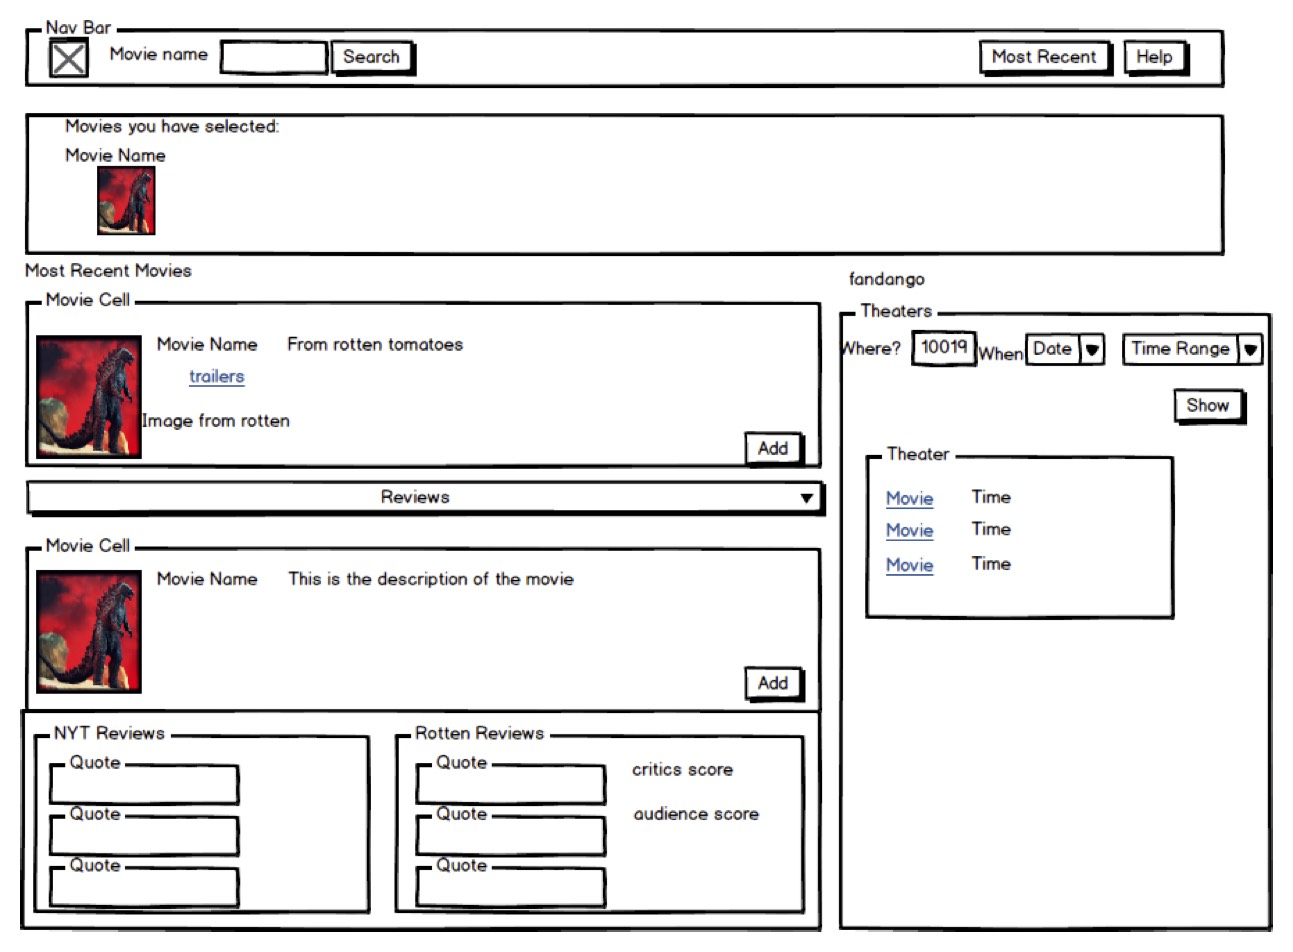 Nav Bar
Movie name Search Most Recent Help
Movies you have selected:
Movie Name
Most Recent Movies
Movie Cell
Movie Name From rotten tomatoes
trailers
Image from rotten
Add
Reviews
Movie Cell
Movie Name This is the description of the movie
Add
NYT Reviews
Quote
Quote
Quote
Rotten Reviews
Quote critics score
Quote audience score
Quote
fandango
Theaters
Where? 10019 When Date Time Range
Show
Theater
Movie Time
Movie Time
Movie Time